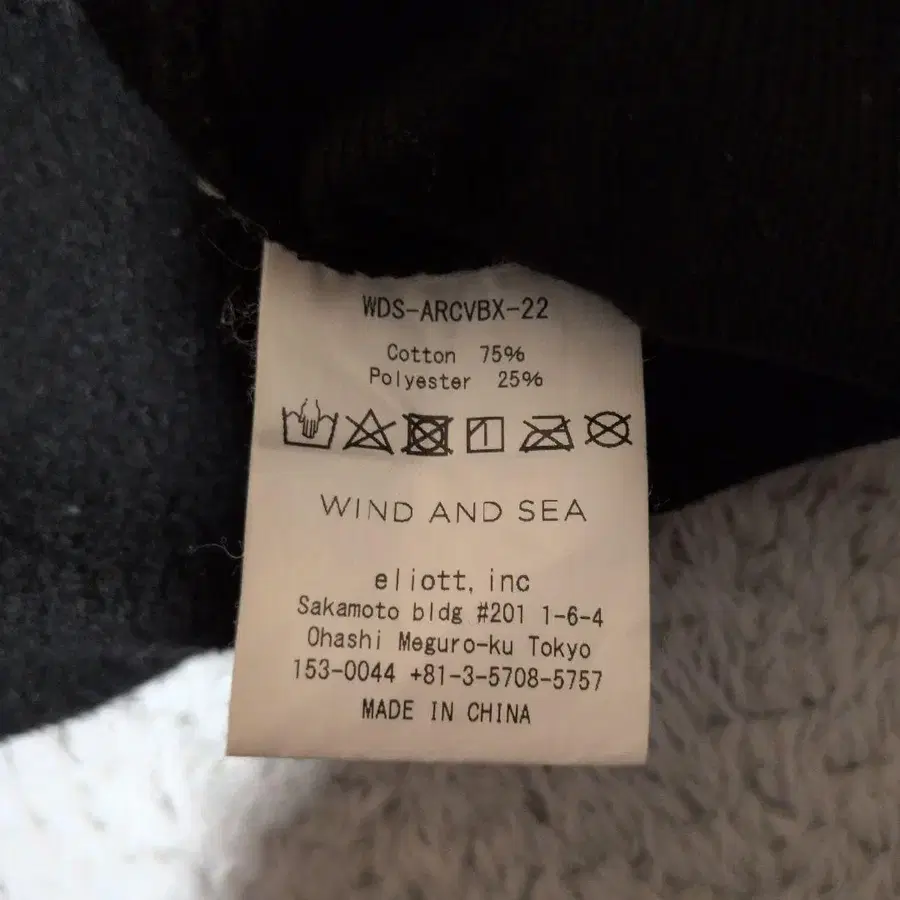 WDS-ARCVBX-22
Cotton 75%
Polyester 25%
WIND AND SEA
eliott, inc
Sakamoto bldg #201 1-6-4
Ohashi Meguro-ku Tokyo
153-0044 +81-3-5708-5757
MADE IN CHINA